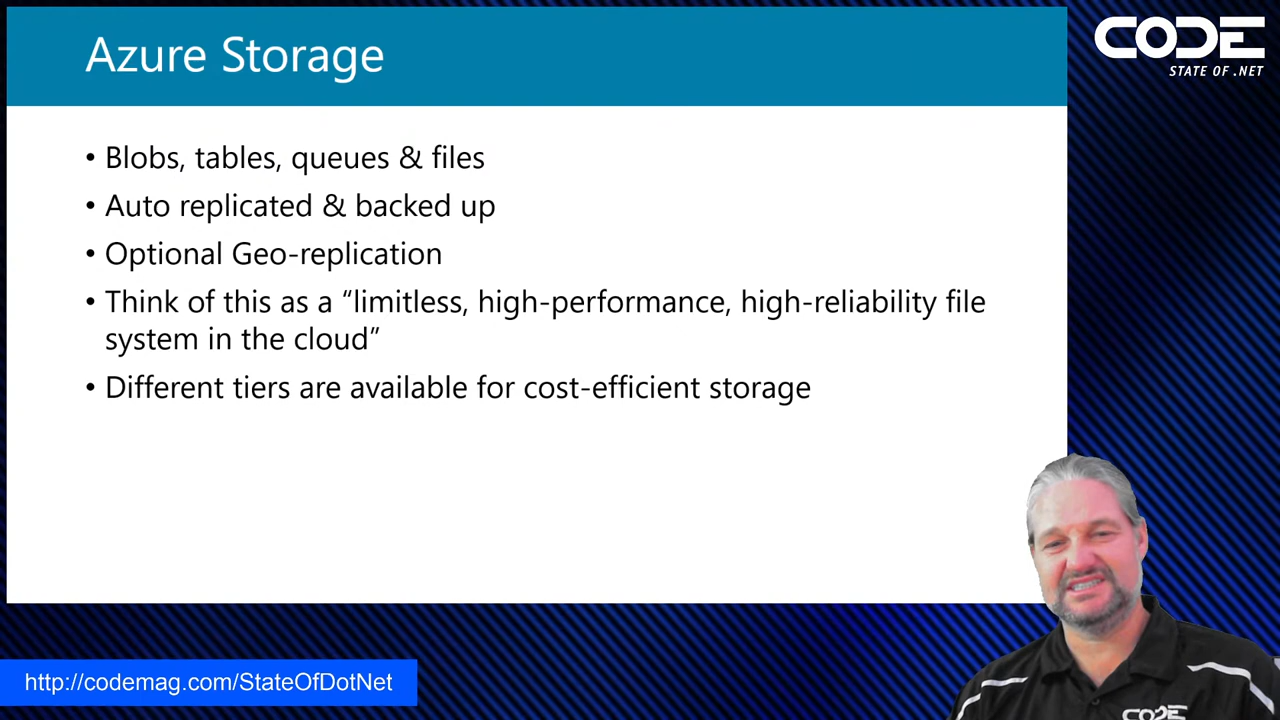 Azure Storage
CODE
STATE OF .NET
• Blobs, tables, queues & files
• Auto replicated & backed up
• Optional Geo-replication
• Think of this as a “limitless, high-performance, high-reliability file
system in the cloud”
• Different tiers are available for cost-efficient storage
http://codemag.com/StateOfDotNet
CODE